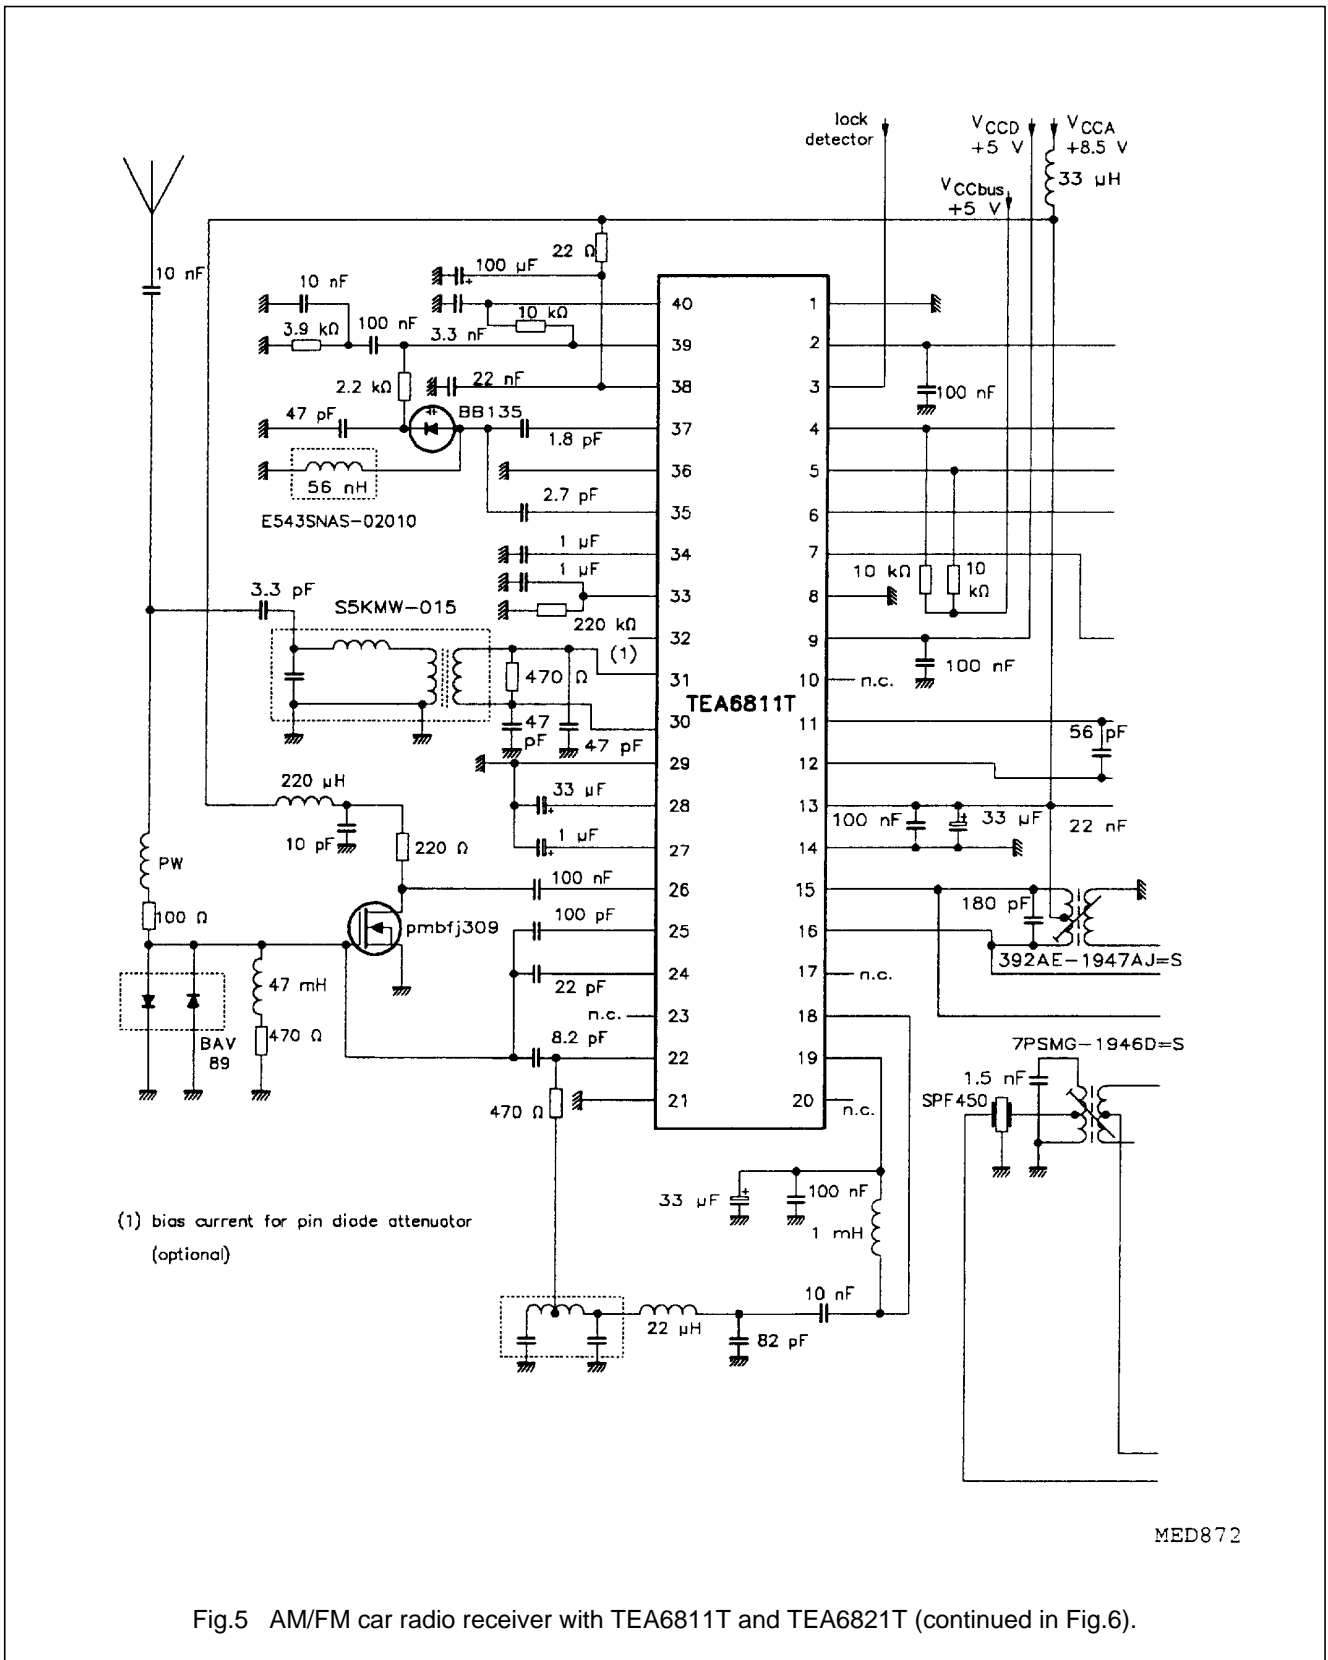 lock
detector
VCCD
+5 V
VCCA
+8.5 V
33 µH
VCCbus
+5 V
10 nF
22 Ω
100 µF
+
10 nF
3.9 kΩ
100 nF
3.3 nF
10 kΩ
40
39
38
37
36
35
34
33
32
31
30
29
28
27
26
25
24
23
22
21
1
2
3
4
5
6
7
8
9
10
11
12
13
14
15
16
17
18
19
20
TEA6811T
100 nF
2.2 kΩ
22 nF
47 pF
BB135
1.8 pF
56 nH
E543SNAS-02010
2.7 pF
1 µF
1 µF
220 kΩ
(1)
10 kΩ
10
kΩ
100 nF
n.c.
3.3 pF
S5KMW-015
470 Ω
47
pF
47 pF
56 pF
220 µH
10 pF
220 Ω
33 µF
+
1 µF
+
100 nF
33 µF
+
22 nF
PW
100 Ω
pmbfj309
100 nF
100 pF
22 pF
n.c.
8.2 pF
470 Ω
180 pF
392AE-1947AJ=S
n.c.
47 mH
470 Ω
BAV
89
7PSMG-1946D=S
1.5 nF
SPF450
n.c.
33 µF
+
100 nF
1 mH
10 nF
22 µH
82 pF
(1) bias current for pin diode attenuator
(optional)
MED872
Fig.5 AM/FM car radio receiver with TEA6811T and TEA6821T (continued in Fig.6).